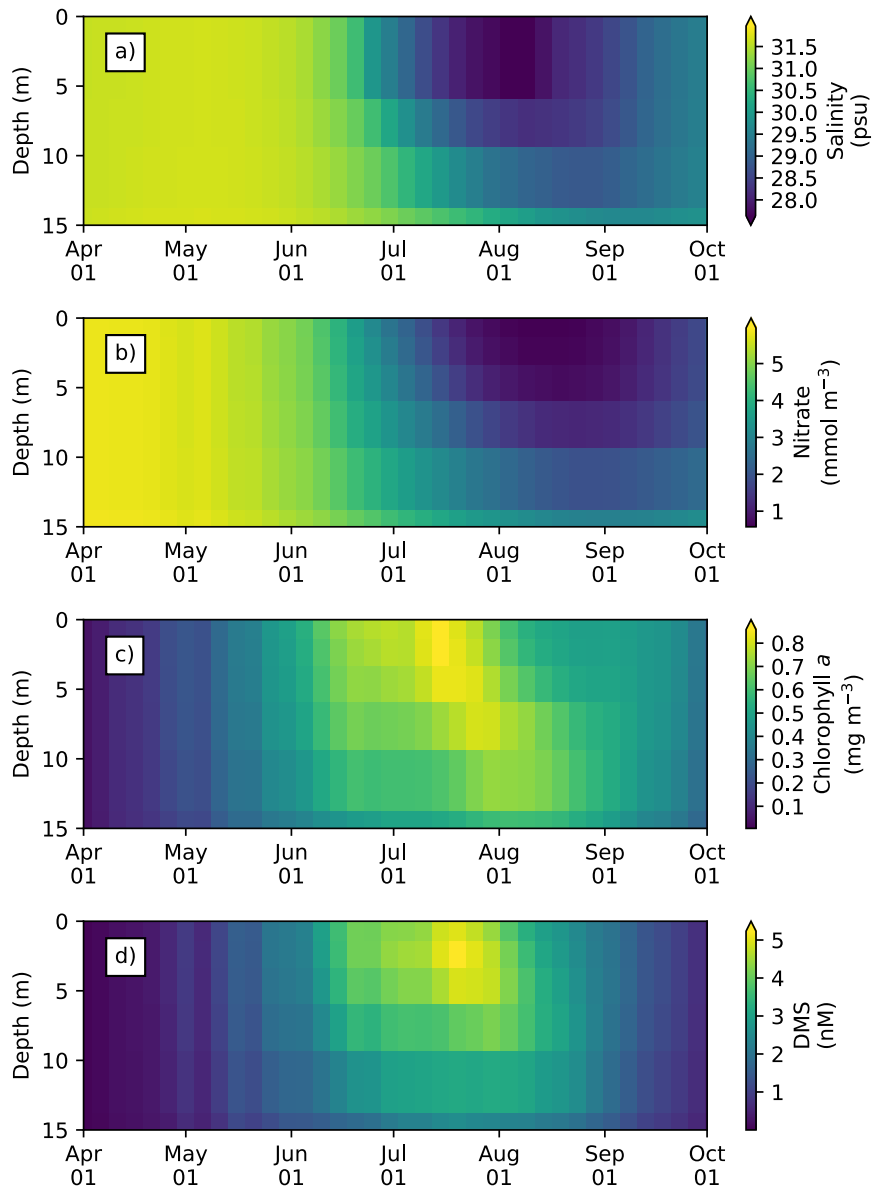 a)
Depth (m)
0
5
10
15
Apr May Jun Jul Aug Sep Oct
01 01 01 01 01 01 01
31.5
31.0
30.5
30.0
29.5
29.0
28.5
28.0
Salinity
(psu)
b)
Depth (m)
0
5
10
15
Apr May Jun Jul Aug Sep Oct
01 01 01 01 01 01 01
5
4
3
2
1
Nitrate
(mmol m⁻³)
c)
Depth (m)
0
5
10
15
Apr May Jun Jul Aug Sep Oct
01 01 01 01 01 01 01
0.8
0.7
0.6
0.5
0.4
0.3
0.2
0.1
Chlorophyll a
(mg m⁻³)
d)
Depth (m)
0
5
10
15
Apr May Jun Jul Aug Sep Oct
01 01 01 01 01 01 01
5
4
3
2
1
DMS
(nM)